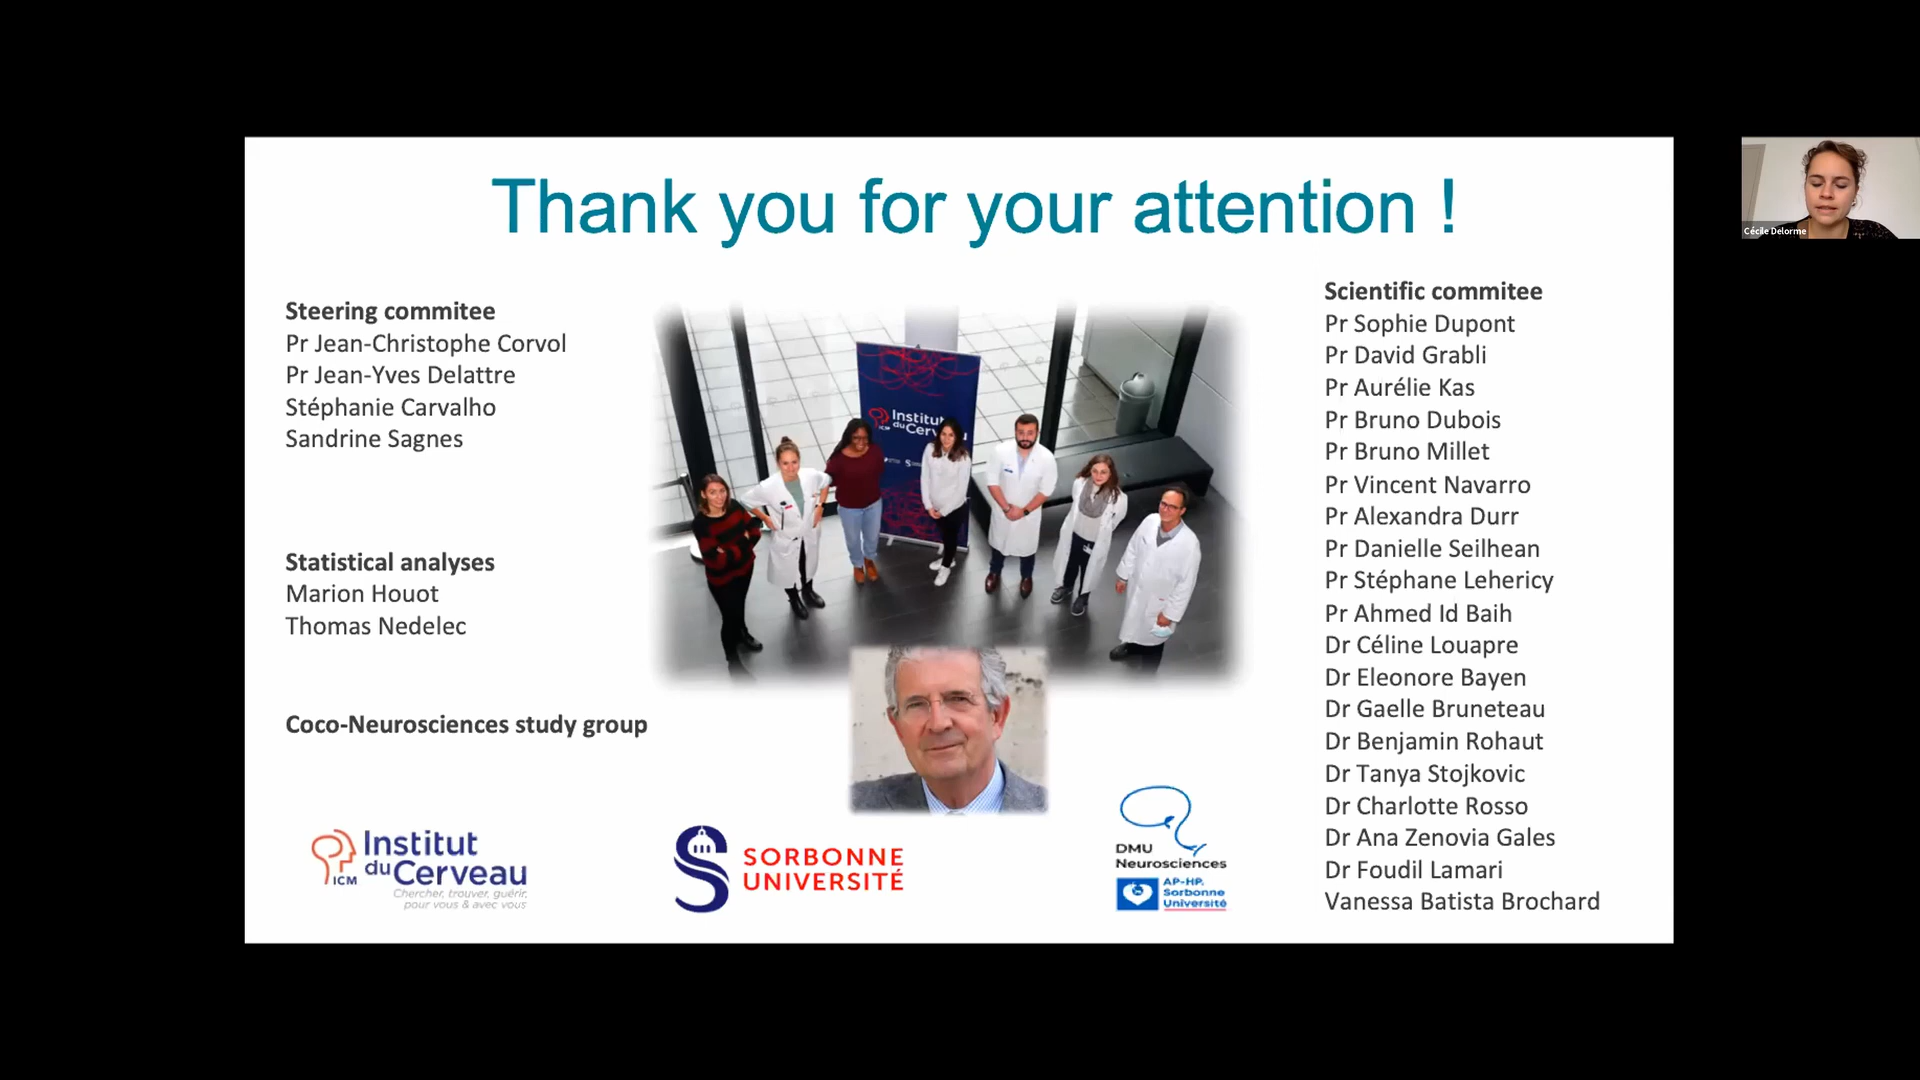 Thank you for your attention !
Steering commitee
Pr Jean-Christophe Corvol
Pr Jean-Yves Delattre
Stéphanie Carvalho
Sandrine Sagnes
Statistical analyses
Marion Houot
Thomas Nedelec
Coco-Neurosciences study group
Institut
du Cerveau
ICM
Institut
du Cerveau
ICM
Chercher, trouver, guérir,
pour vous & avec vous
SORBONNE
UNIVERSITÉ
DMU
Neurosciences
AP-HP.
Sorbonne
Université
Scientific commitee
Pr Sophie Dupont
Pr David Grabli
Pr Aurélie Kas
Pr Bruno Dubois
Pr Bruno Millet
Pr Vincent Navarro
Pr Alexandra Durr
Pr Danielle Seilhean
Pr Stéphane Lehericy
Pr Ahmed Id Baih
Dr Céline Louapre
Dr Eleonore Bayen
Dr Gaelle Bruneteau
Dr Benjamin Rohaut
Dr Tanya Stojkovic
Dr Charlotte Rosso
Dr Ana Zenovia Gales
Dr Foudil Lamari
Vanessa Batista Brochard
Cécile Delorme